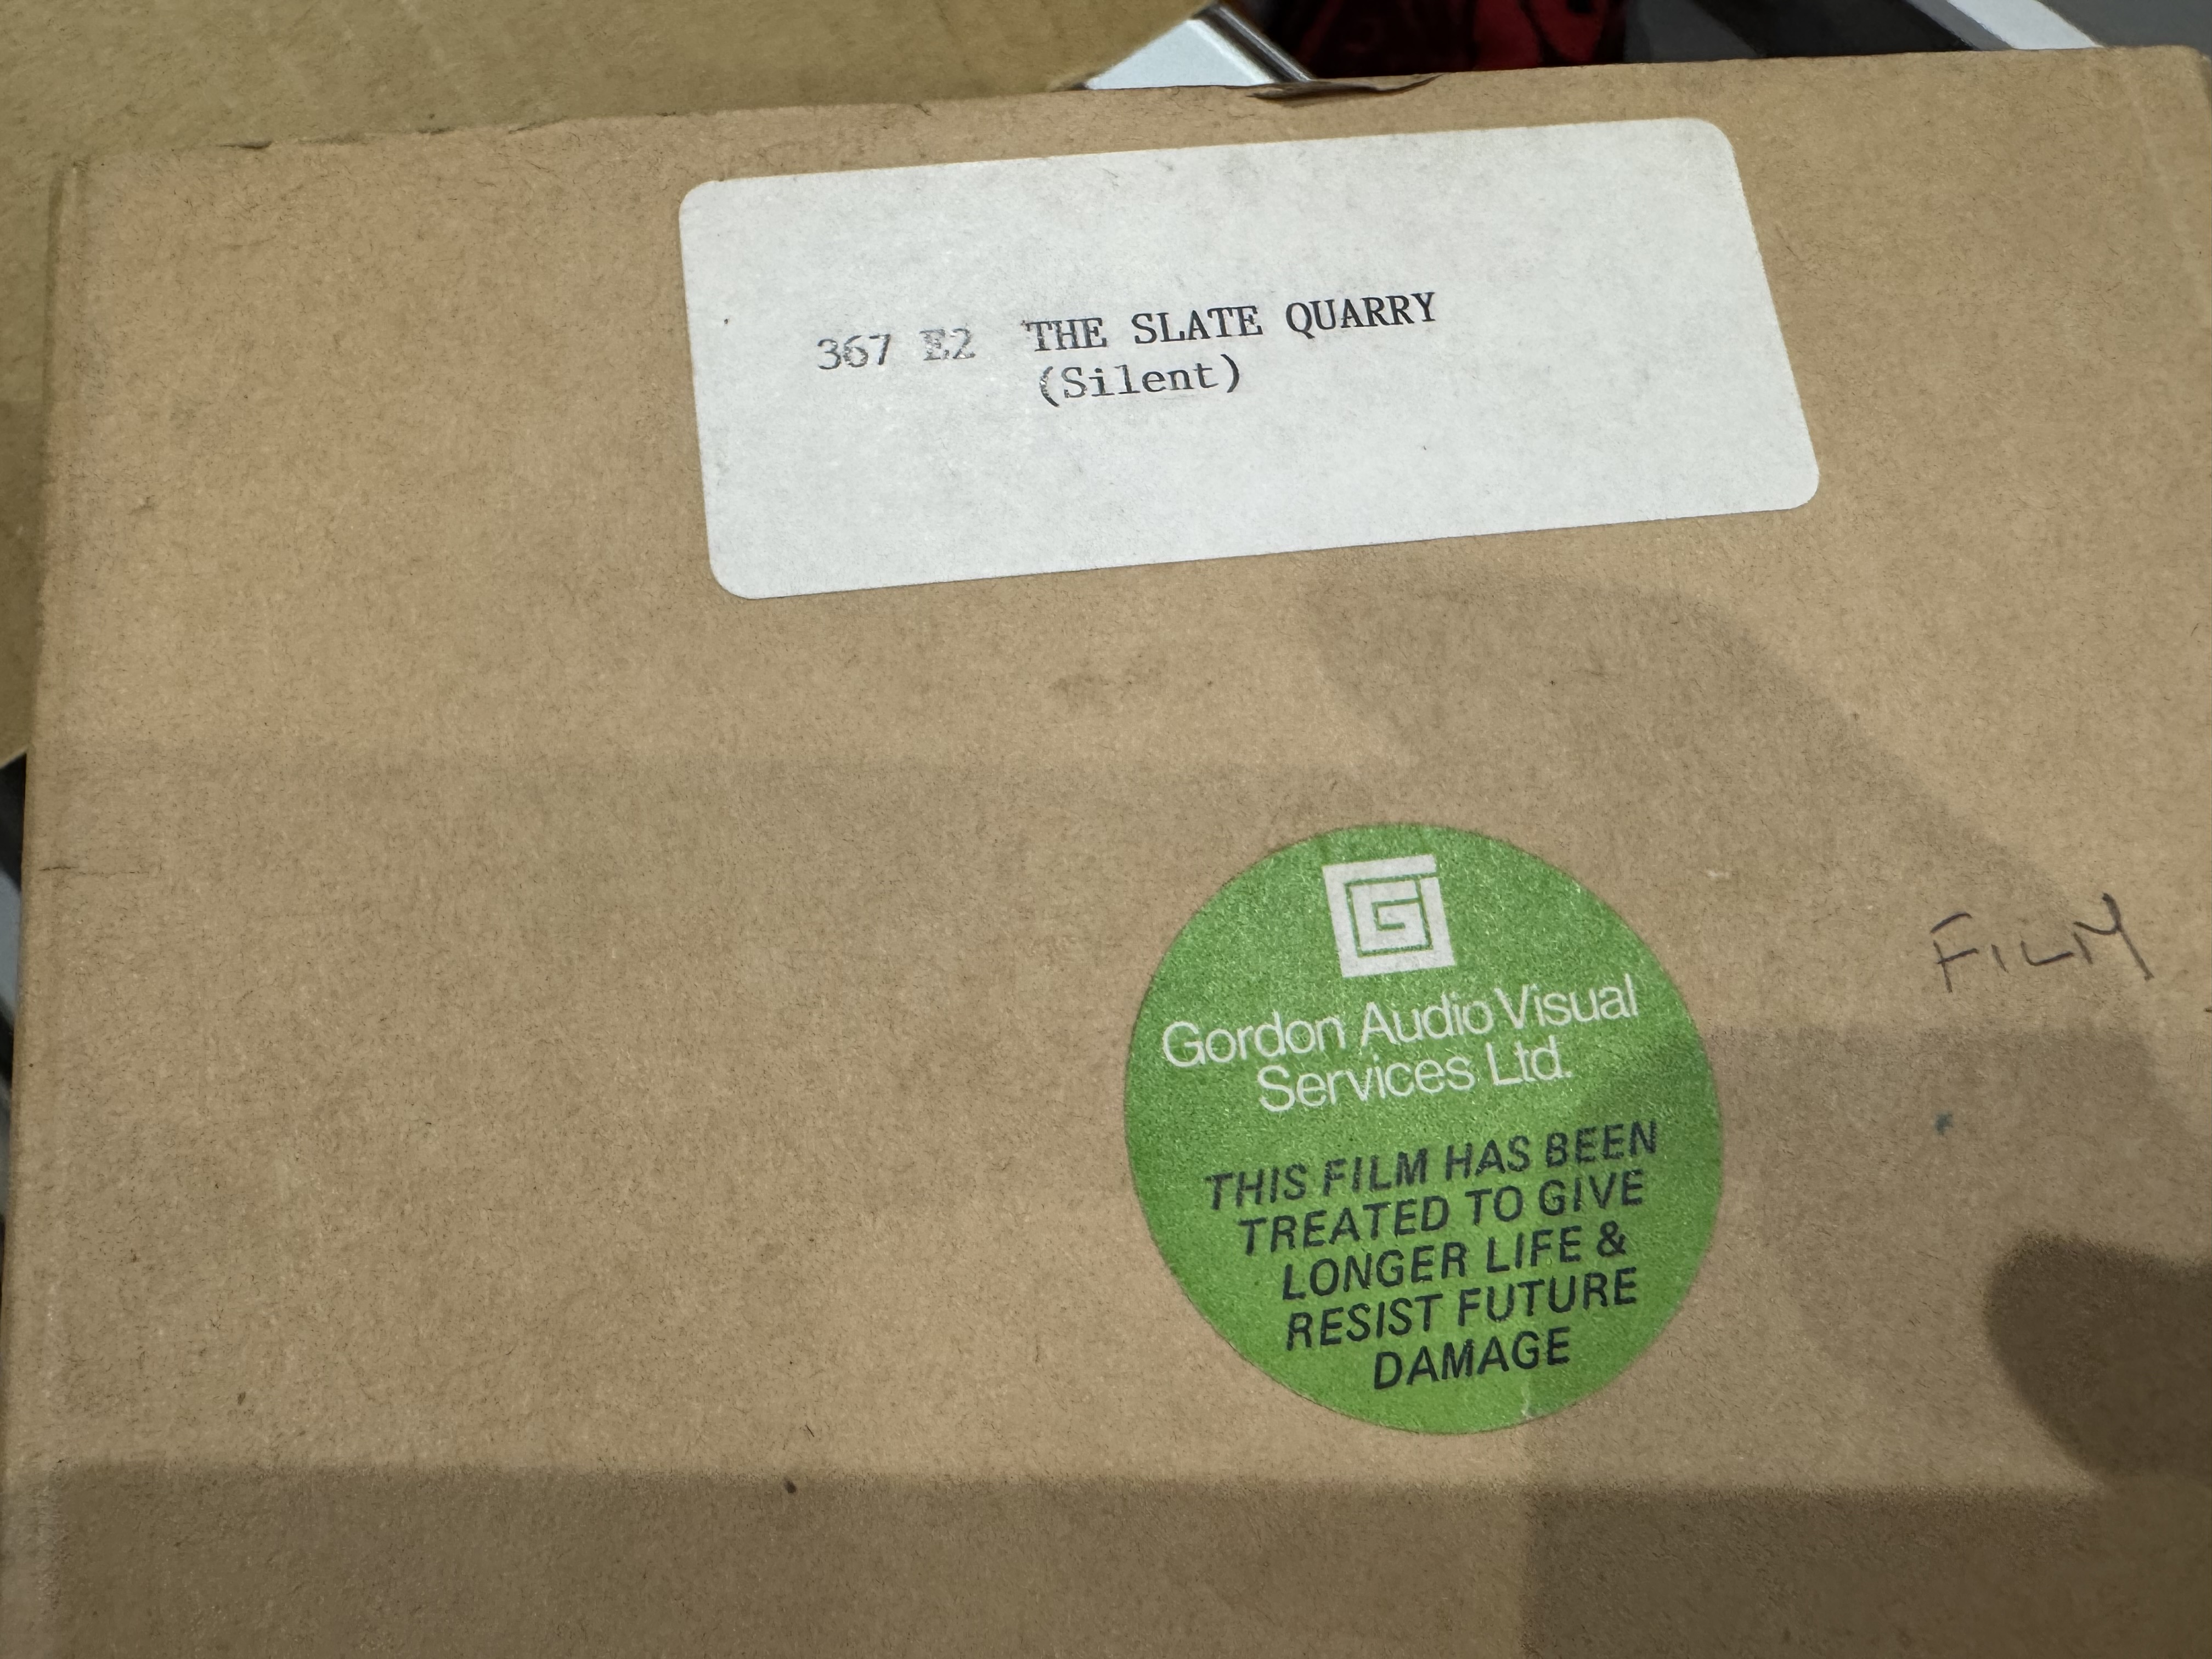 367 E2 THE SLATE QUARRY
(Silent)
G
Gordon Audio Visual
Services Ltd.
THIS FILM HAS BEEN
TREATED TO GIVE
LONGER LIFE &
RESIST FUTURE
DAMAGE
FILM